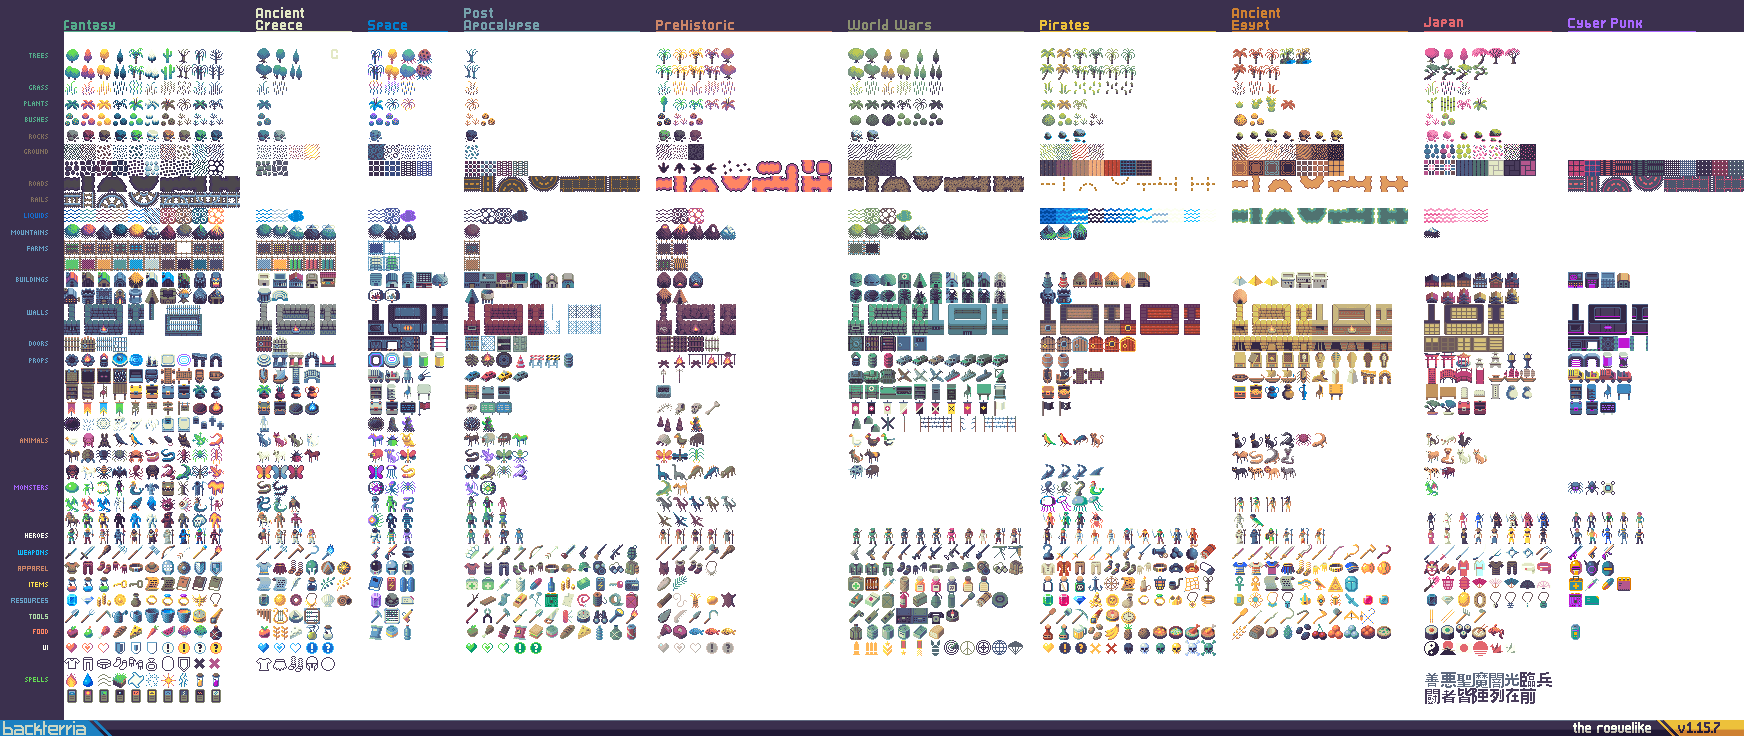 Fantasy
Ancient
Greece
Space
Post
Apocalypse
PreHistoric
World Wars
Pirates
Ancient
Egypt
Japan
Cyber Punk
TREES
GRASS
PLANTS
BUSHES
ROCKS
GROUND
ROADS
RAILS
LIQUIDS
MOUNTAINS
FARMS
BUILDINGS
WALLS
DOORS
PROPS
ANIMALS
MONSTERS
HEROES
WEAPONS
APPAREL
ITEMS
RESOURCES
TOOLS
FOOD
UI
SPELLS
善悪聖魔闇光臨兵
闘者皆陣列在前
backterria
the roguelike
v1.15.7